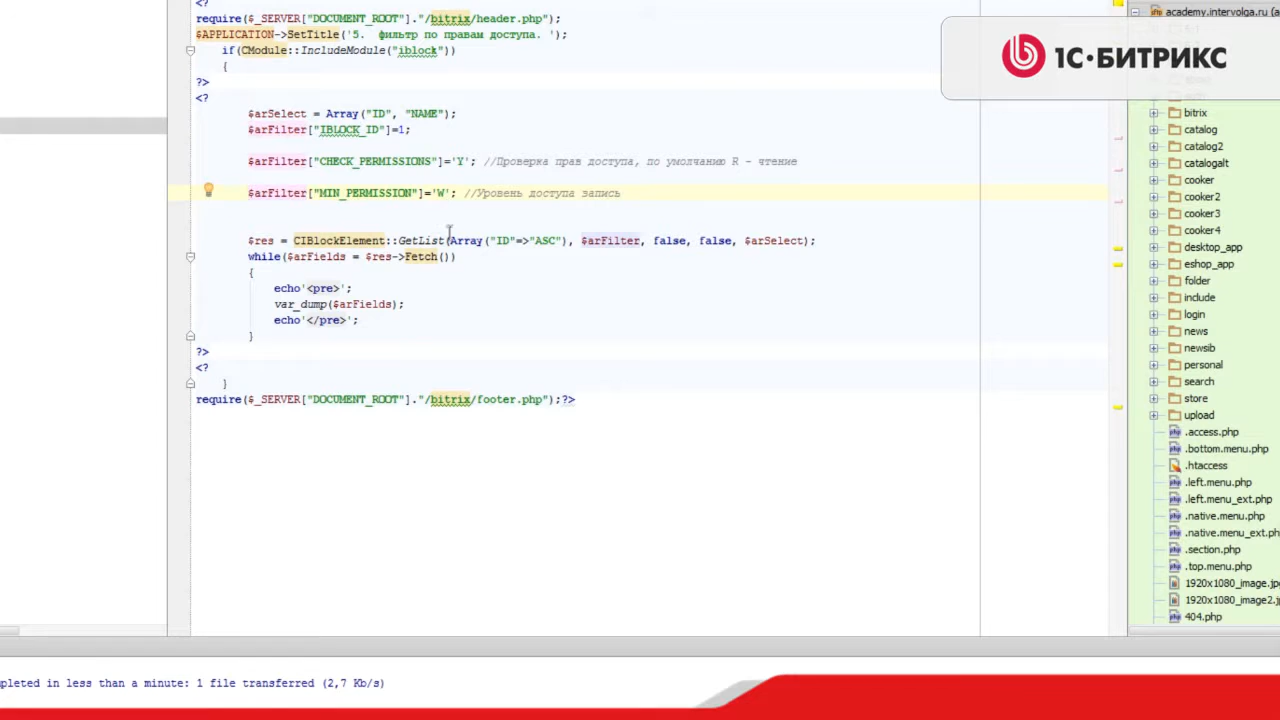 <?
require($_SERVER["DOCUMENT_ROOT"]."/bitrix/header.php");
$APPLICATION->SetTitle('5.  фильтр по правам доступа. ');
if(CModule::IncludeModule("iblock"))
{
?>
<?
$arSelect = Array("ID", "NAME");
$arFilter["IBLOCK_ID"]=1;
$arFilter["CHECK_PERMISSIONS"]='Y'; //Проверка прав доступа, по умолчанию R - чтение
$arFilter["MIN_PERMISSION"]='W'; //Уровень доступа запись
$res = CIBlockElement::GetList(Array("ID"=>"ASC"), $arFilter, false, false, $arSelect);
while($arFields = $res->Fetch())
{
echo'<pre>';
var_dump($arFields);
echo'</pre>';
}
?>
<?
}
require($_SERVER["DOCUMENT_ROOT"]."/bitrix/footer.php");?>
academy.intervolga.ru (a
1С·БИТРИКС
bitrix
catalog
catalog2
catalogalt
cooker
cooker2
cooker3
cooker4
desktop_app
eshop_app
folder
include
login
news
newsib
personal
search
store
upload
.access.php
.bottom.menu.php
.htaccess
.left.menu.php
.left.menu_ext.php
.native.menu.php
.native.menu_ext.ph
.section.php
.top.menu.php
1920x1080_image.jp
1920x1080_image2.j
404.php
pleted in less than a minute: 1 file transferred (2,7 Kb/s)